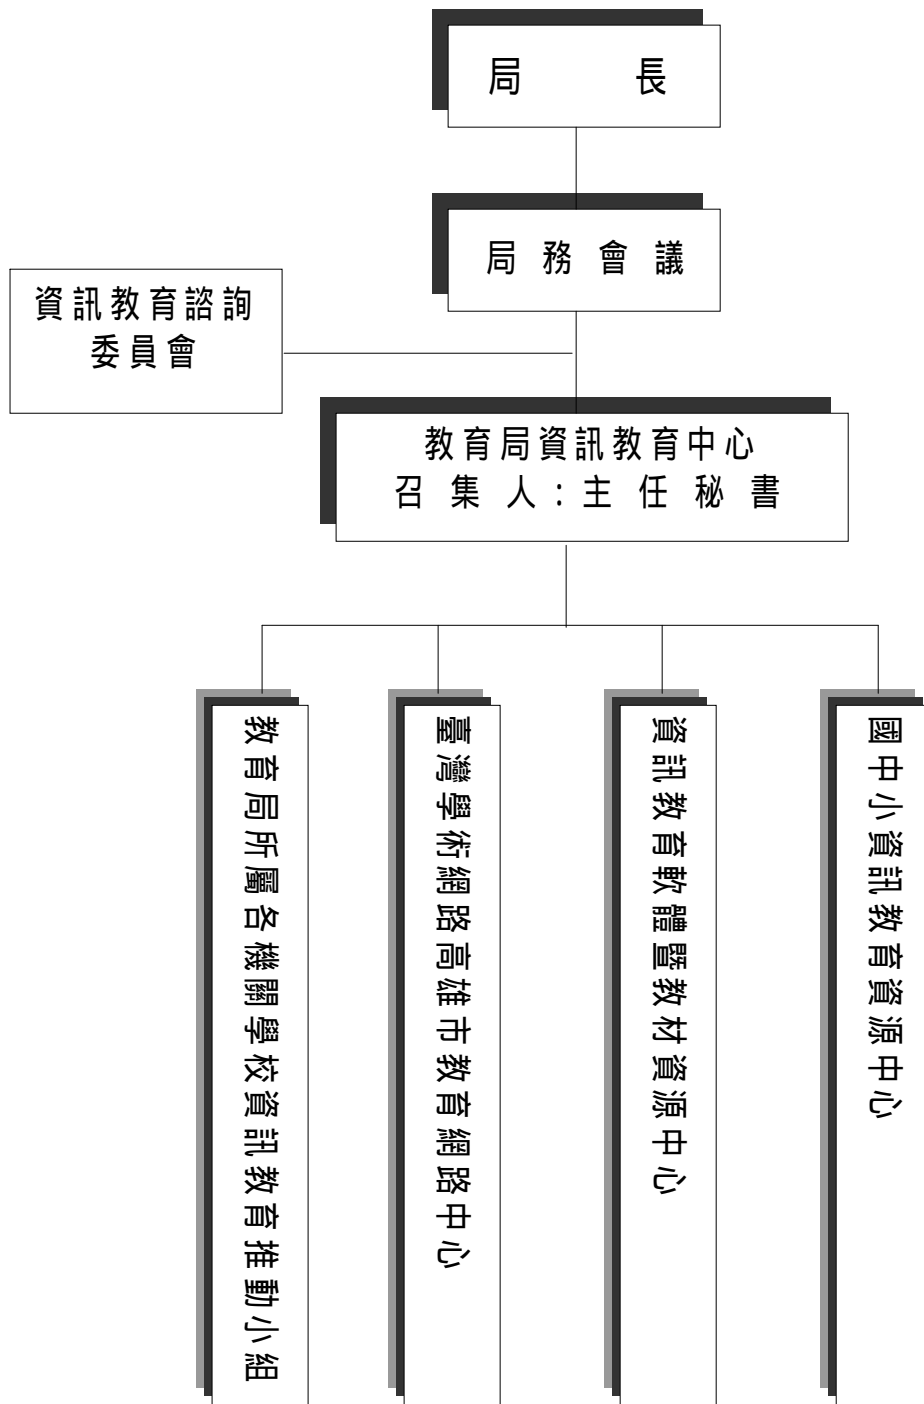 局長
局務會議
資訊教育諮詢
委員會
教育局資訊教育中心
召集人:主任秘書
教育局所屬各機關學校資訊教育推動小組
臺灣學術網路高雄市教育網路中心
資訊教育軟體暨教材資源中心
國中小資訊教育資源中心